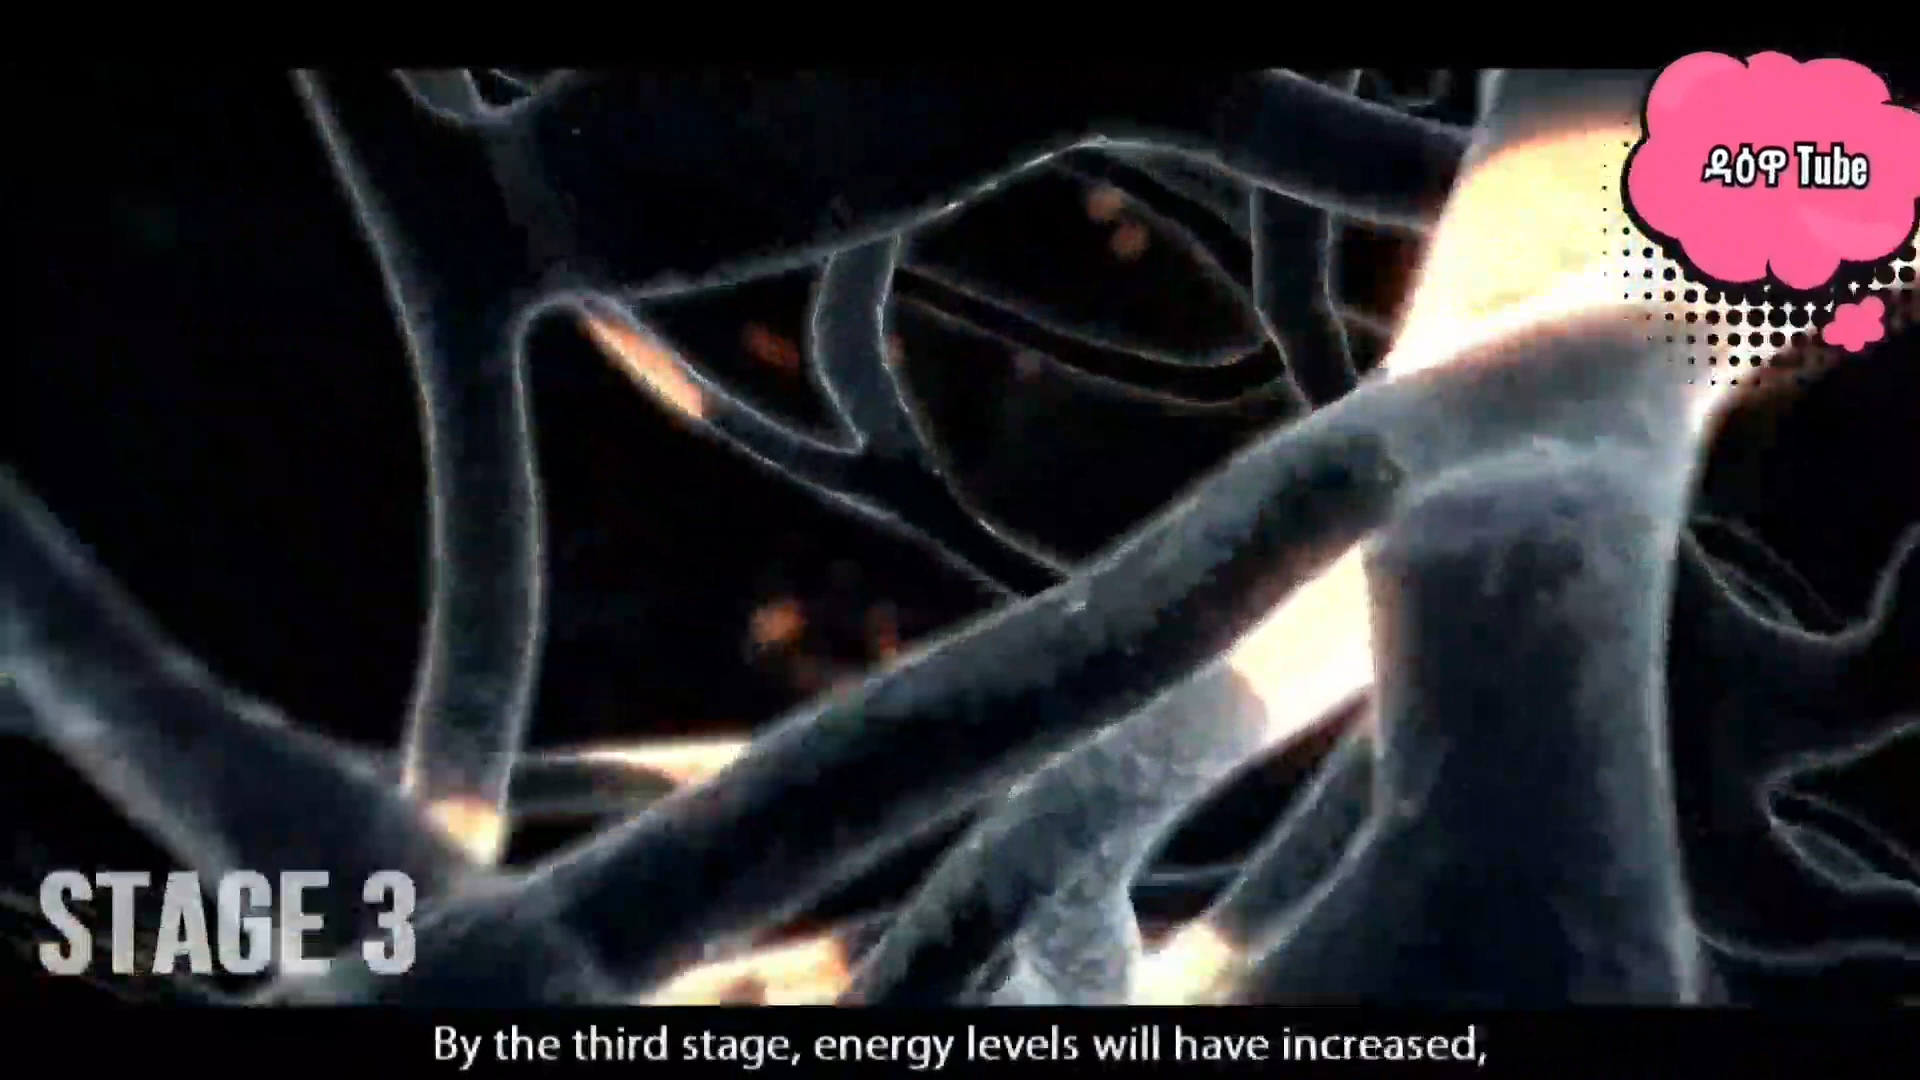 ዳዕዋ Tube
STAGE 3
By the third stage, energy levels will have increased,